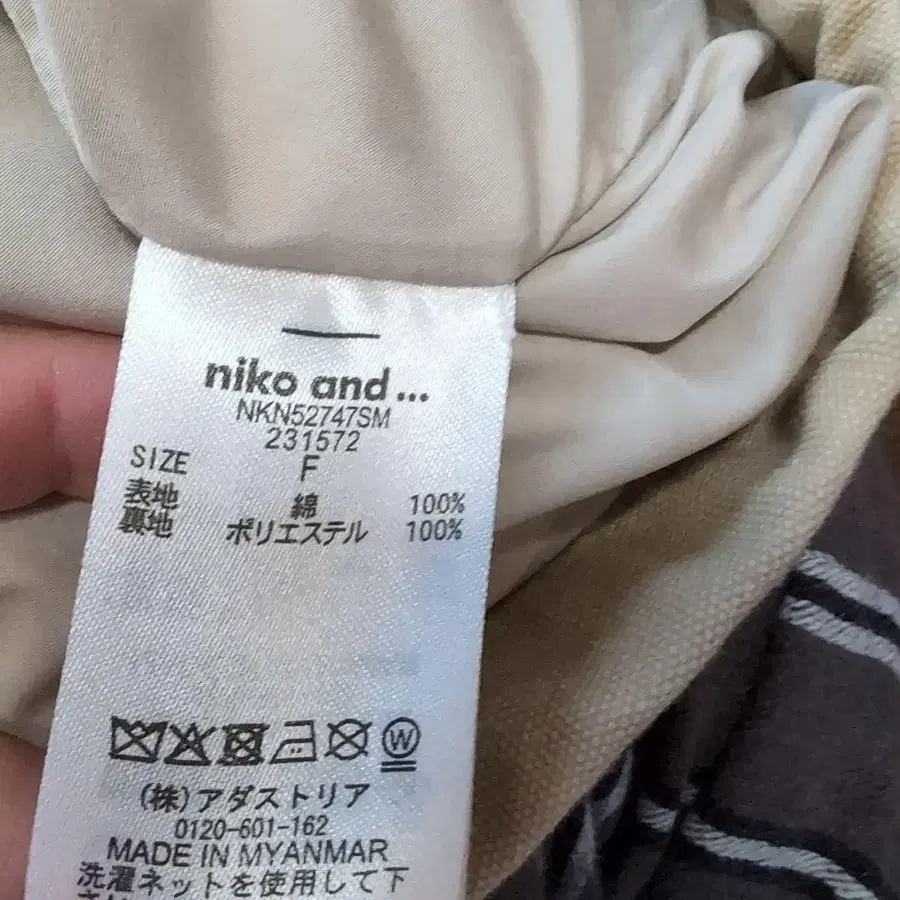 niko and...
NKN52747SM
231572
SIZE F
表地 綿 100%
裏地 ポリエステル 100%
W
(株)アダストリア
0120-601-162
MADE IN MYANMAR
洗濯ネットを使用して下
さい